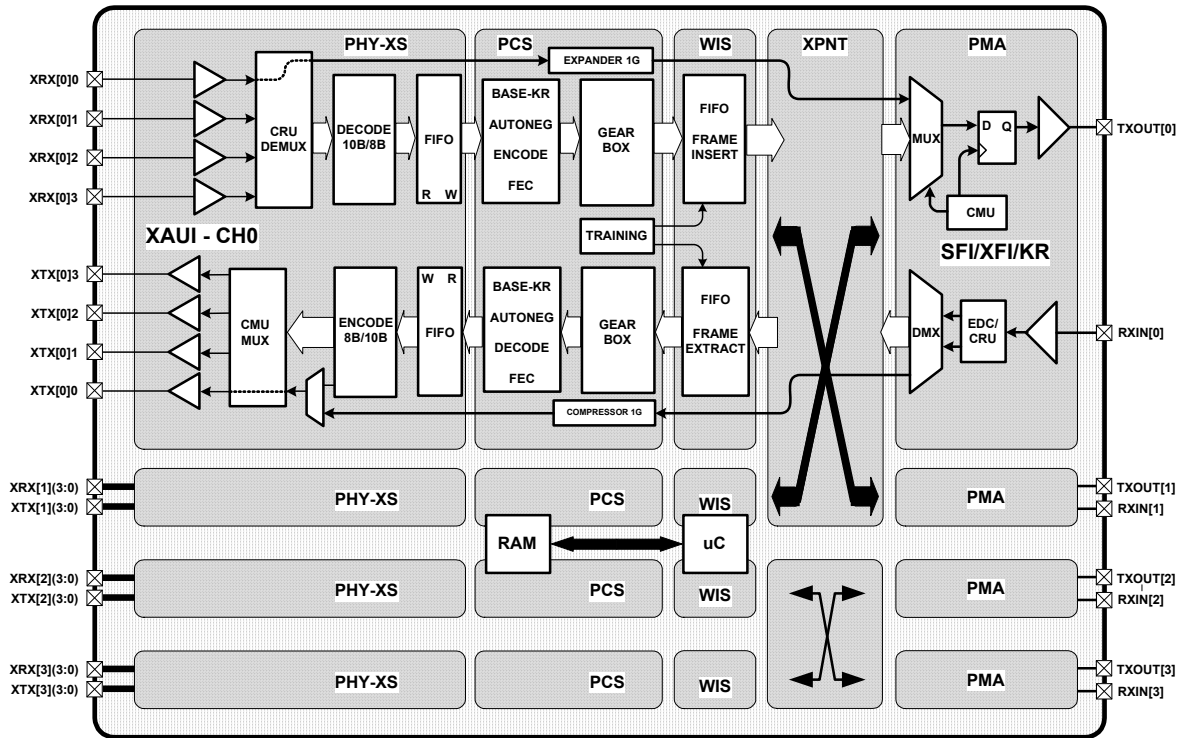 PHY-XS
PCS
WIS
XPNT
PMA
XRX[0]0
XRX[0]1
XRX[0]2
XRX[0]3
CRU
DEMUX
DECODE
10B/8B
FIFO
R W
EXPANDER 1G
BASE-KR
AUTONEG
ENCODE
FEC
GEAR
BOX
FIFO
FRAME
INSERT
MUX
D Q
CMU
TXOUT[0]
XAUI - CH0
TRAINING
SFI/XFI/KR
XTX[0]3
XTX[0]2
XTX[0]1
XTX[0]0
CMU
MUX
ENCODE
8B/10B
W R
FIFO
BASE-KR
AUTONEG
DECODE
FEC
GEAR
BOX
FIFO
FRAME
EXTRACT
DMX
EDC/
CRU
RXIN[0]
COMPRESSOR 1G
XRX[1](3:0)
XTX[1](3:0)
PHY-XS
PCS
WIS
PMA
TXOUT[1]
RXIN[1]
RAM
uC
XRX[2](3:0)
XTX[2](3:0)
PHY-XS
PCS
WIS
PMA
TXOUT[2]
RXIN[2]
XRX[3](3:0)
XTX[3](3:0)
PHY-XS
PCS
WIS
PMA
TXOUT[3]
RXIN[3]